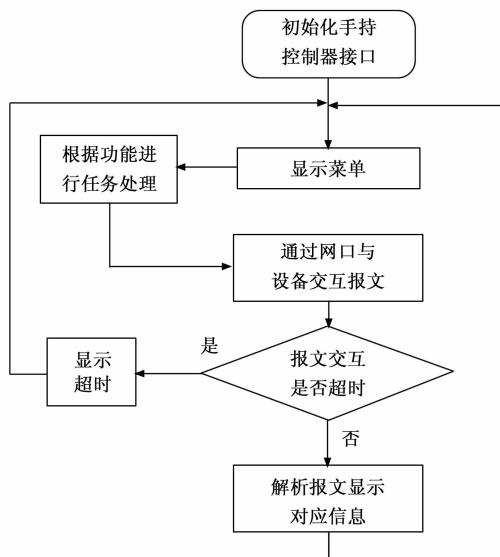 初始化手持
控制器接口
显示菜单
根据功能进
行任务处理
通过网口与
设备交互报文
报文交互
是否超时
是
显示
超时
否
解析报文显示
对应信息